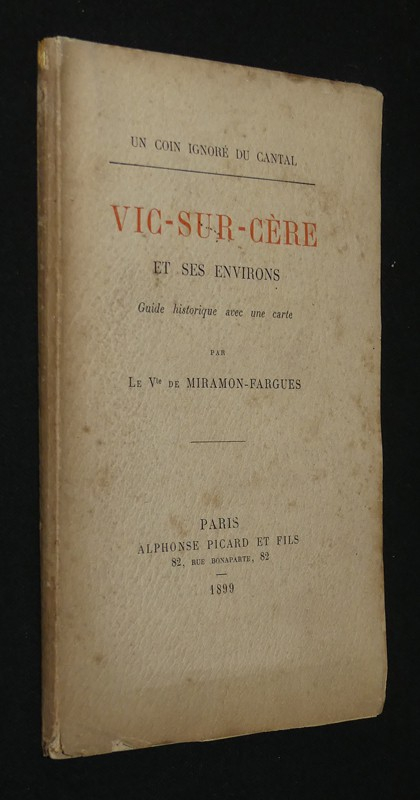 UN COIN IGNORÉ DU CANTAL
VIC-SUR-CÈRE
ET SES ENVIRONS
Guide historique avec une carte
PAR
LE Vte DE MIRAMON-FARGUES
PARIS
ALPHONSE PICARD ET FILS
82, RUE BONAPARTE, 82
1899